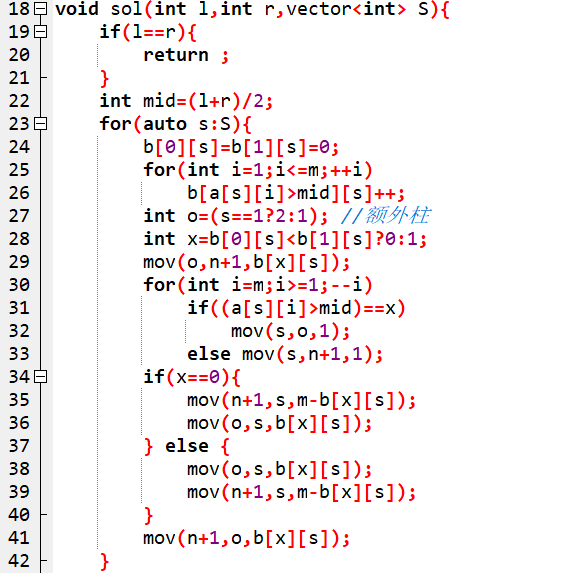 18 void sol(int l,int r,vector<int> S){
19     if(l==r){
20         return ;
21     }
22     int mid=(l+r)/2;
23     for(auto s:S){
24         b[0][s]=b[1][s]=0;
25         for(int i=1;i<=m;++i)
26             b[a[s][i]>mid][s]++;
27         int o=(s==1?2:1); //额外柱
28         int x=b[0][s]<b[1][s]?0:1;
29         mov(o,n+1,b[x][s]);
30         for(int i=m;i>=1;--i)
31             if((a[s][i]>mid)==x)
32                 mov(s,o,1);
33             else mov(s,n+1,1);
34         if(x==0){
35             mov(n+1,s,m-b[x][s]);
36             mov(o,s,b[x][s]);
37         } else {
38             mov(o,s,b[x][s]);
39             mov(n+1,s,m-b[x][s]);
40         }
41         mov(n+1,o,b[x][s]);
42     }